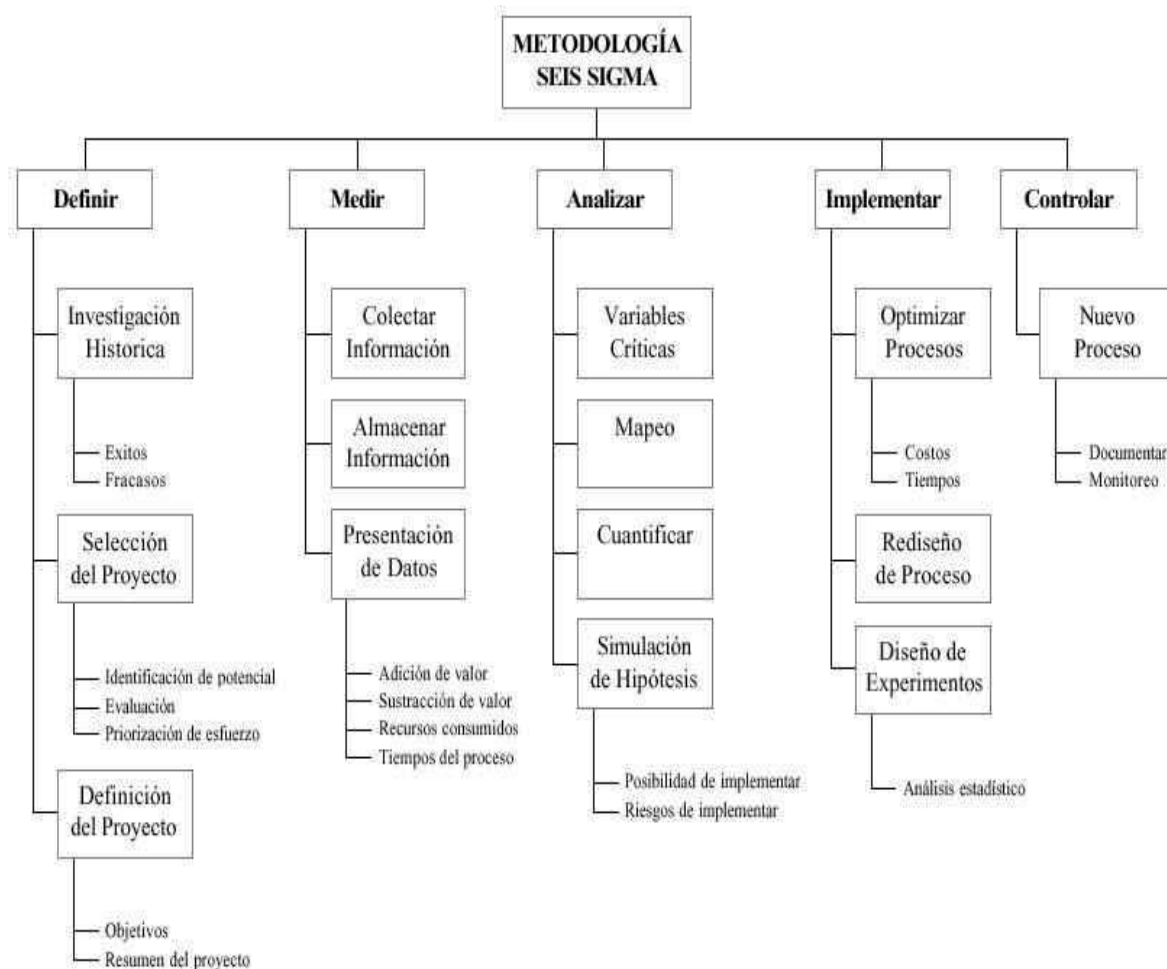 METODOLOGÍA
SEIS SIGMA
Definir
Medir
Analizar
Implementar
Controlar
Investigación
Historica
Exitos
Fracasos
Selección
del Proyecto
Identificación de potencial
Evaluación
Priorización de esfuerzo
Definición
del Proyecto
Objetivos
Resumen del proyecto
Colectar
Información
Almacenar
Información
Presentación
de Datos
Adición de valor
Sustracción de valor
Recursos consumidos
Tiempos del proceso
Variables
Críticas
Mapeo
Cuantificar
Simulación
de Hipótesis
Posibilidad de implementar
Riesgos de implementar
Optimizar
Procesos
Costos
Tiempos
Rediseño
de Proceso
Diseño de
Experimentos
Análisis estadístico
Nuevo
Proceso
Documentar
Monitoreo